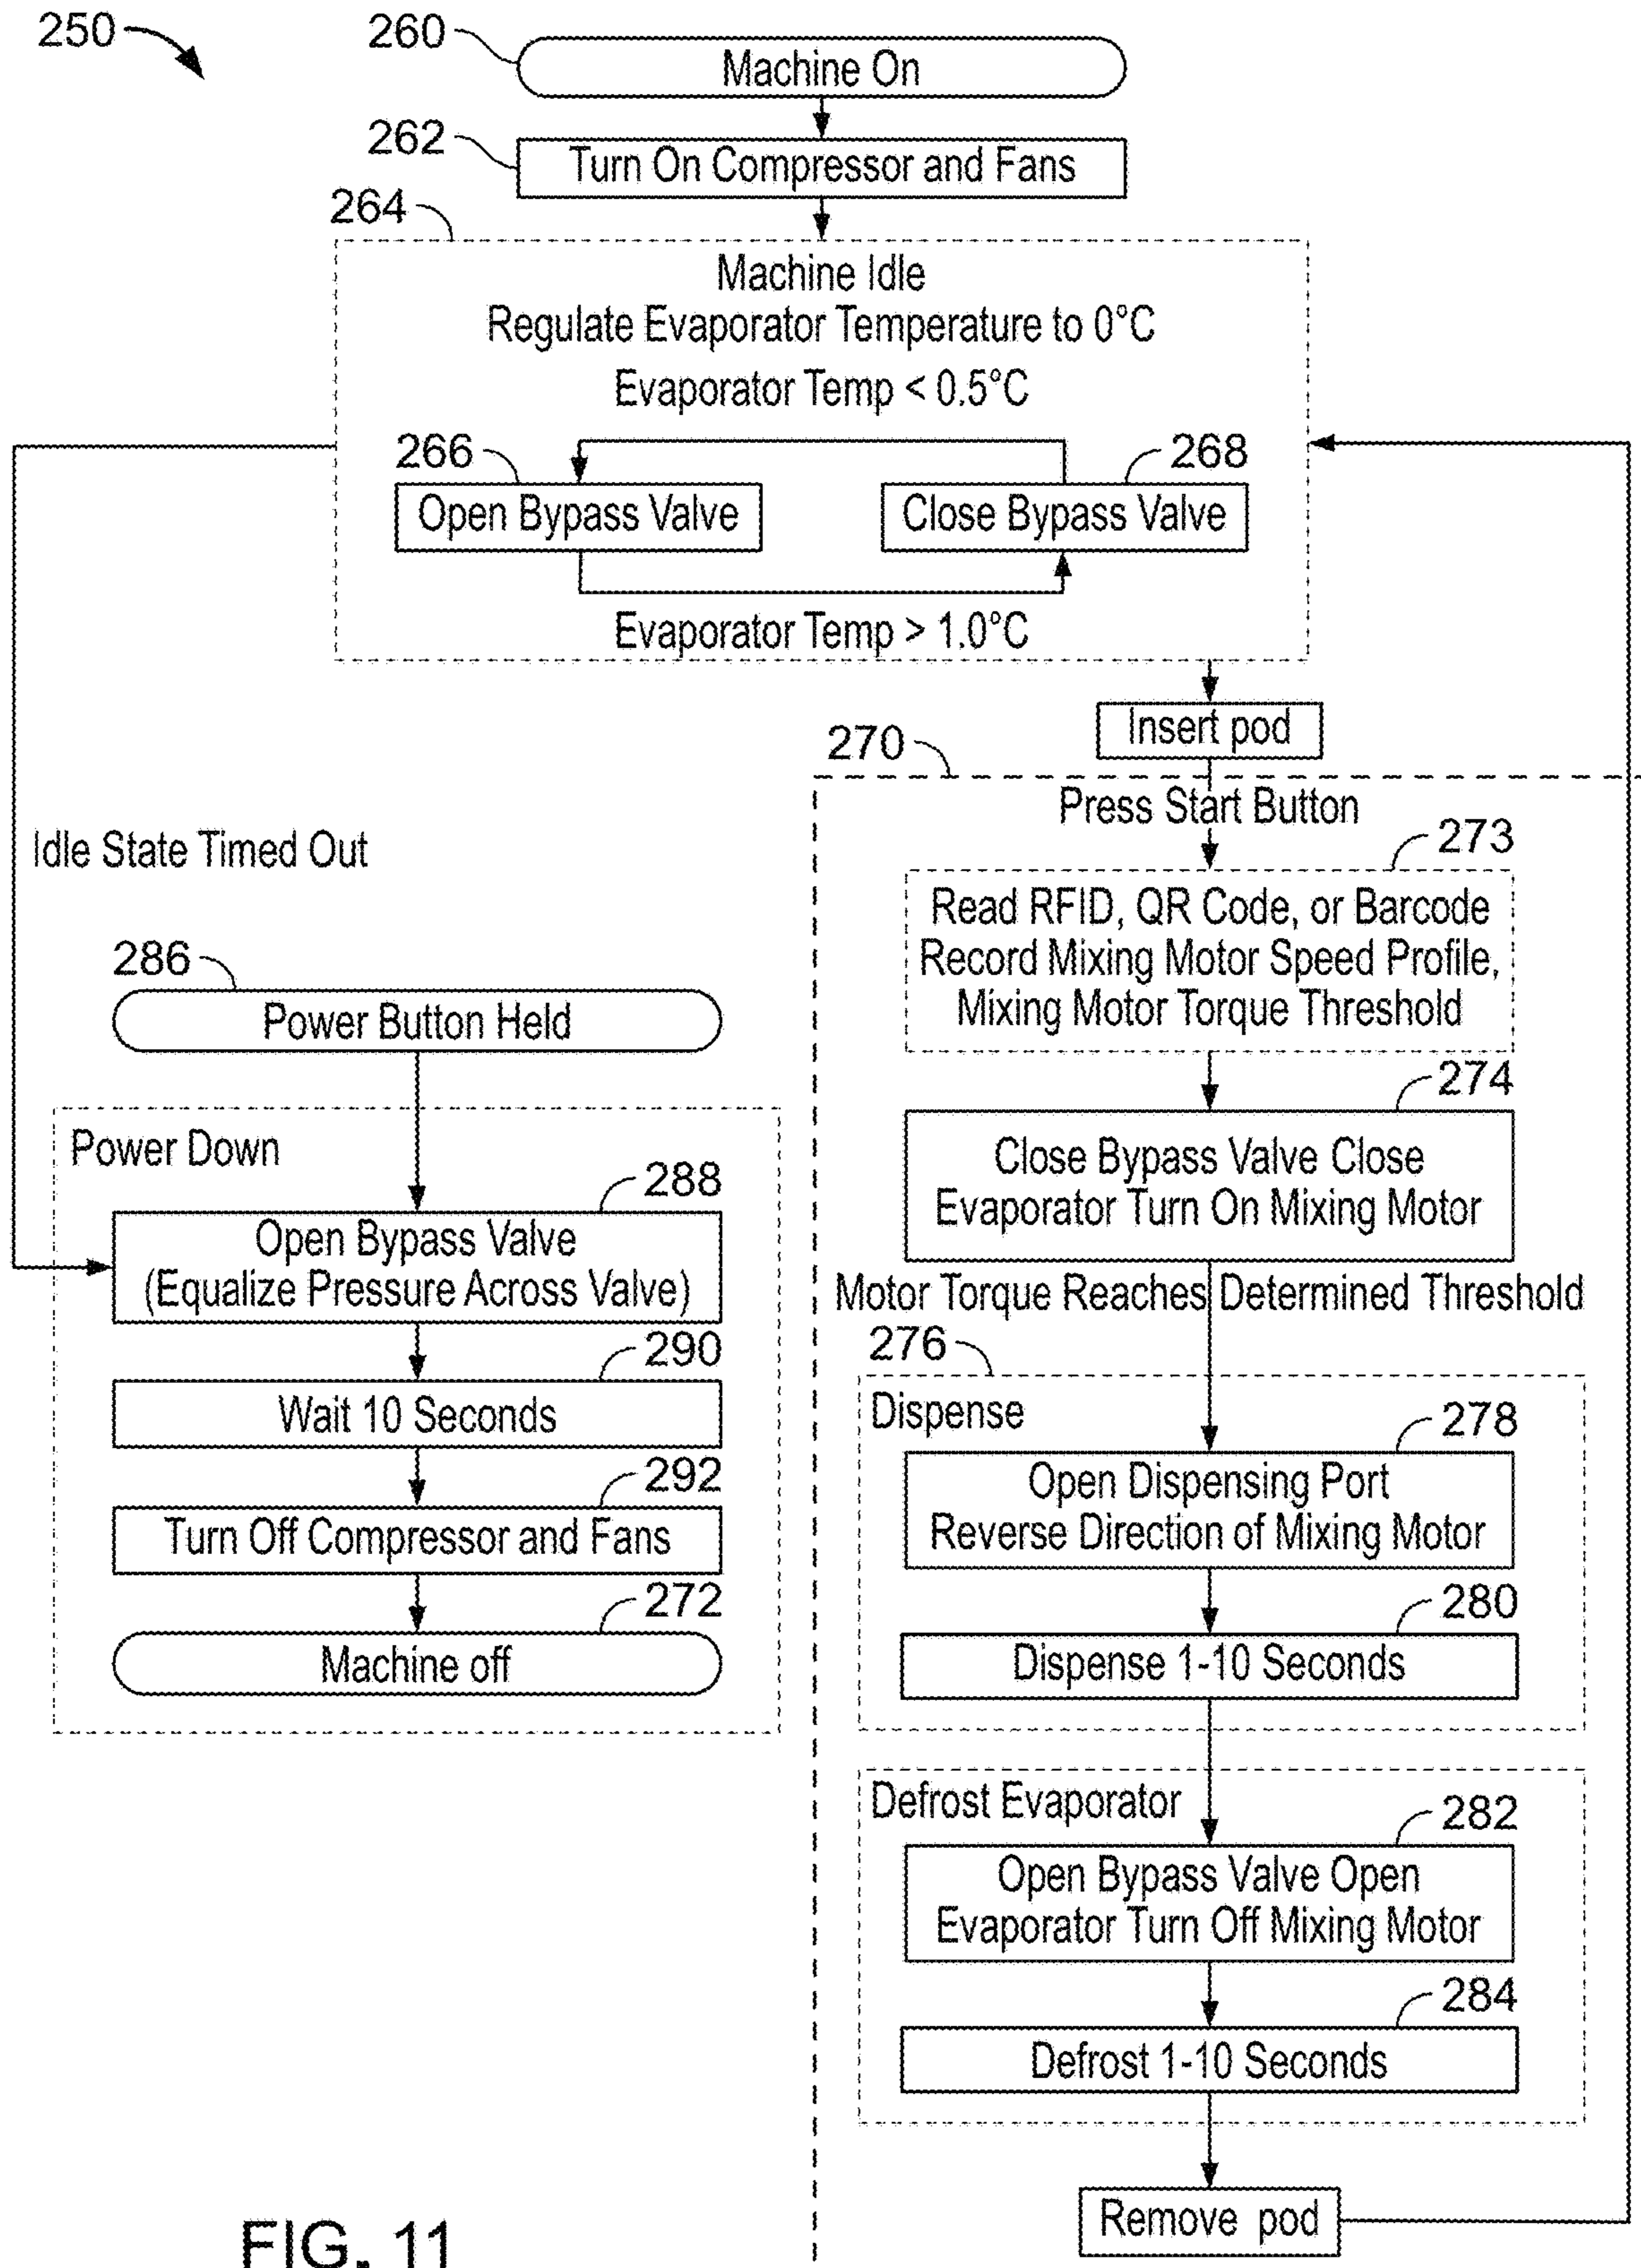 250
260
Machine On
262
Turn On Compressor and Fans
264
Machine Idle
Regulate Evaporator Temperature to 0°C
Evaporator Temp < 0.5°C
266
268
Open Bypass Valve
Close Bypass Valve
Evaporator Temp > 1.0°C
Insert pod
270
Press Start Button
273
Read RFID, QR Code, or Barcode
Record Mixing Motor Speed Profile,
Mixing Motor Torque Threshold
274
Close Bypass Valve Close
Evaporator Turn On Mixing Motor
Motor Torque Reaches Determined Threshold
276
Dispense
278
Open Dispensing Port
Reverse Direction of Mixing Motor
280
Dispense 1-10 Seconds
Defrost Evaporator
282
Open Bypass Valve Open
Evaporator Turn Off Mixing Motor
284
Defrost 1-10 Seconds
Remove pod
Idle State Timed Out
286
Power Button Held
Power Down
288
Open Bypass Valve
(Equalize Pressure Across Valve)
290
Wait 10 Seconds
292
Turn Off Compressor and Fans
272
Machine off
FIG. 11